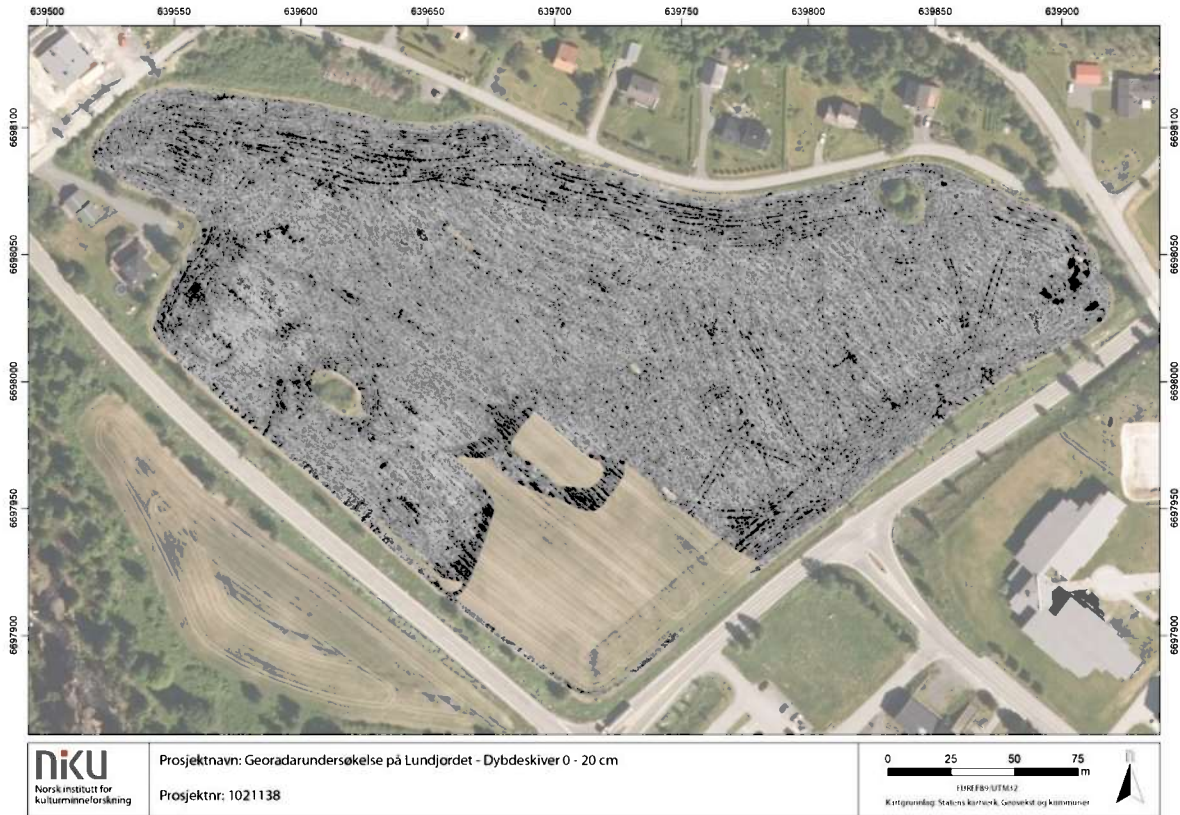 639500 639550 639600 639650 639700 639750 639800 639850 639900
6698100 6698100
6698050 6698050
6698000 6698000
6697950 6697950
6697900 6697900
niku
Norsk institutt for
kulturminneforskning
Prosjektnavn: Georadarundersøkelse på Lundjordet - Dybdeskiver 0 - 20 cm
Prosjektnr: 1021138
0 25 50 75
m
EUREF89/UTM32
Kartgrunnlag: Statens kartverk, Geovekst og kommuner
n